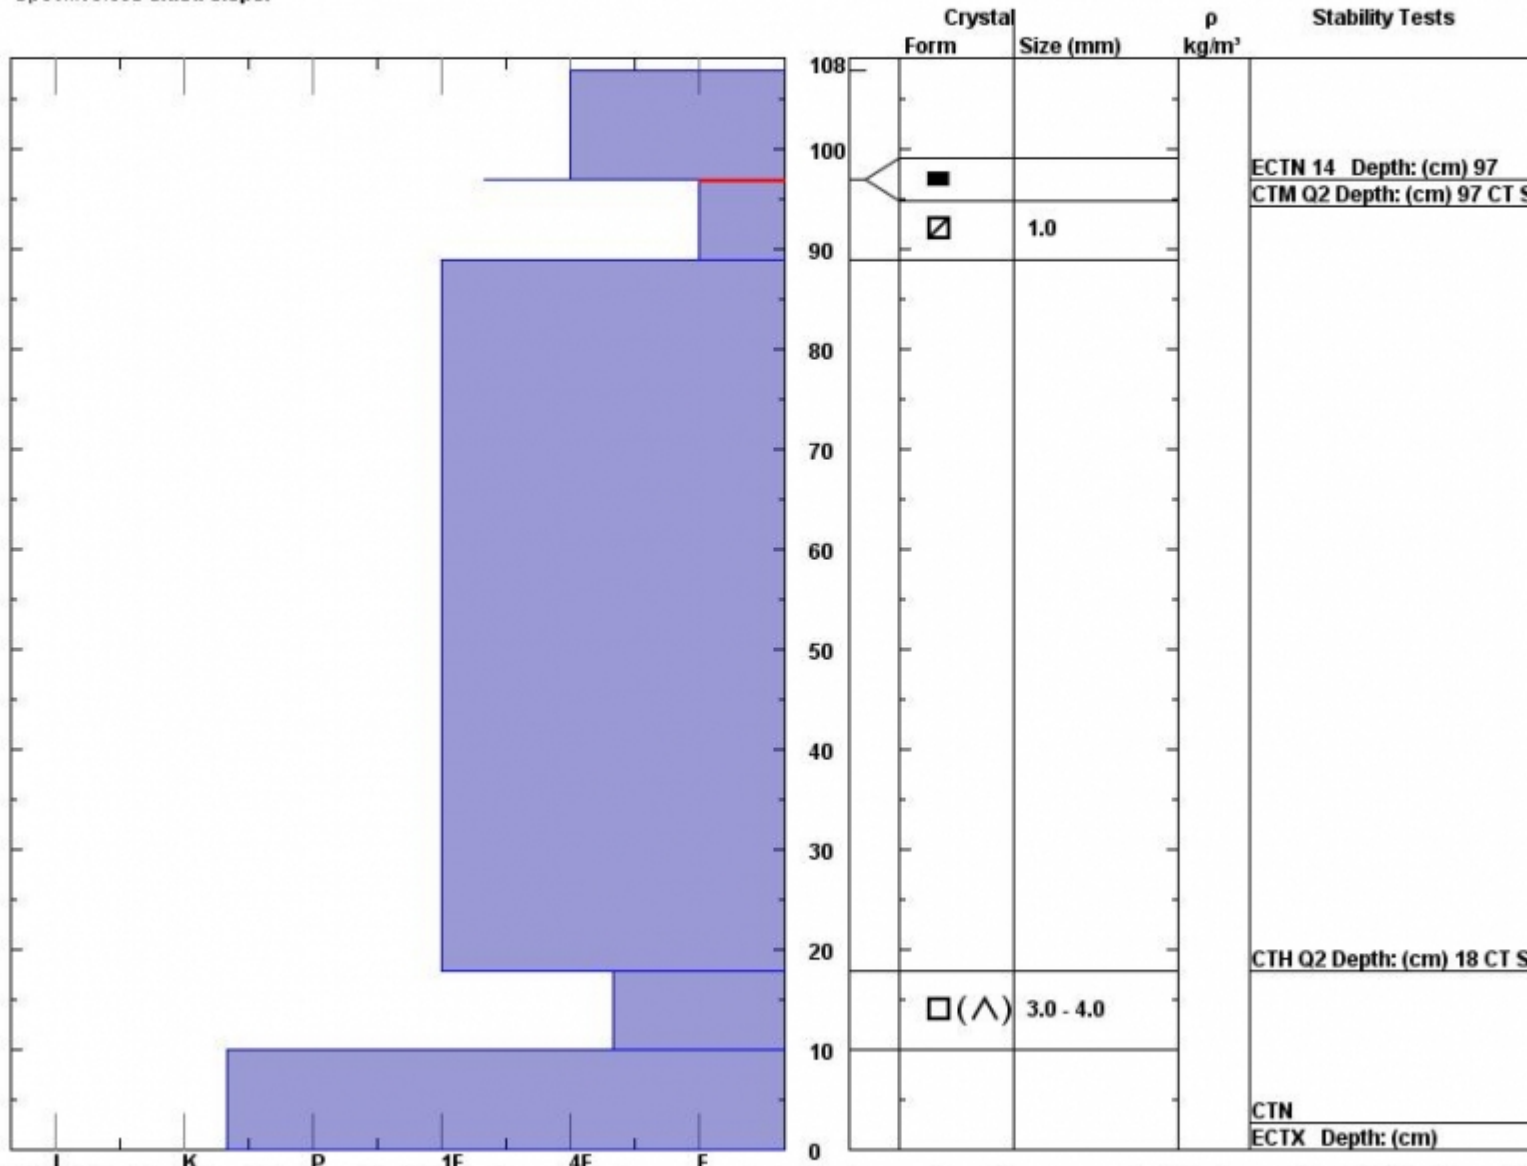 Crystal ρ Stability Tests
Form Size (mm) kg/m³
108
100
ECTN 14 Depth: (cm) 97
CTM Q2 Depth: (cm) 97 CT S
1.0
90
80
70
60
50
40
30
20
CTH Q2 Depth: (cm) 18 CT S
3.0 - 4.0
10
CTN
ECTX Depth: (cm)
0
I K P 1F 4F F